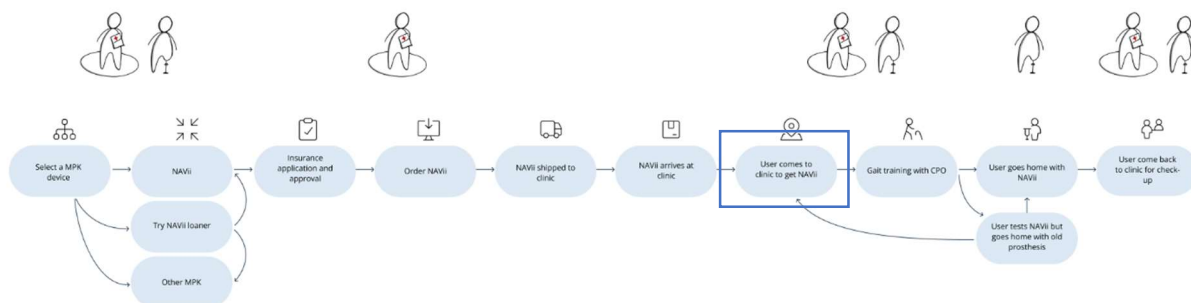 Select a MPK
device
NAVii
Insurance
application and
approval
Order NAVii
NAVii shipped to
clinic
NAVii arrives at
clinic
User comes to
clinic to get NAVii
Gait training with CPO
User goes home with
NAVii
User come back
to clinic for check-
up
Try NAVii loaner
User tests NAVii but
goes home with old
prosthesis
Other MPK